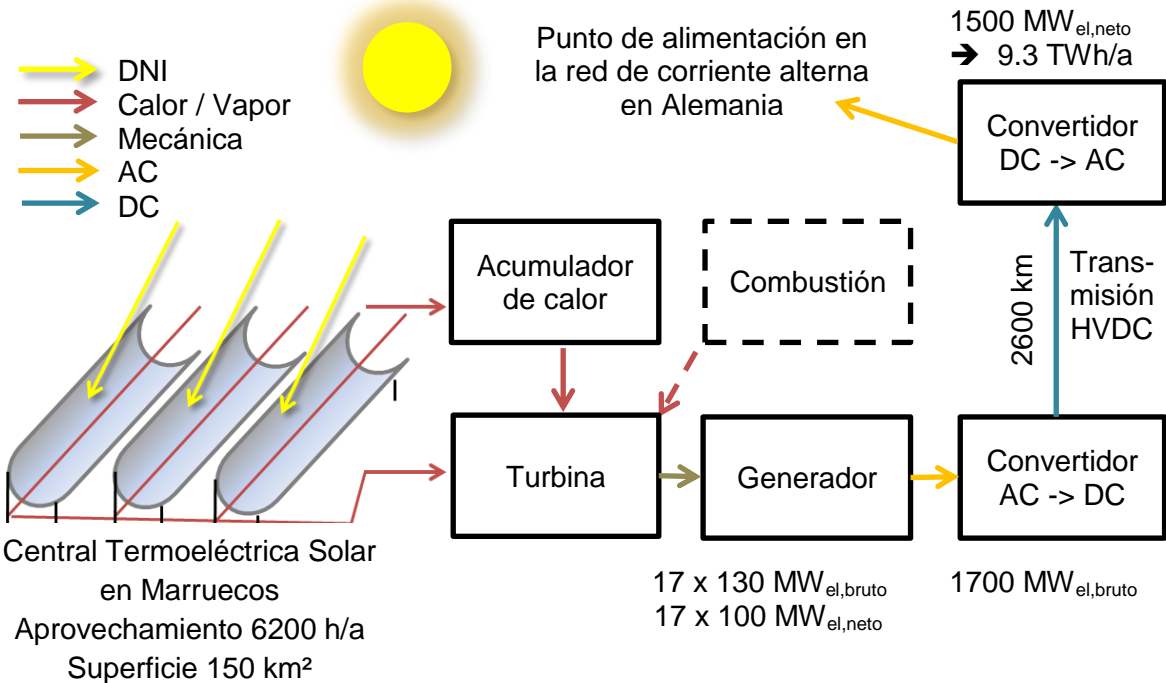 DNI
Calor / Vapor
Mecánica
AC
DC
Punto de alimentación en
la red de corriente alterna
en Alemania
1500 MWel,neto
➔ 9.3 TWh/a
Convertidor
DC -> AC
Acumulador
de calor
Combustión
2600 km
Trans-
misión
HVDC
Turbina
Generador
Convertidor
AC -> DC
Central Termoeléctrica Solar
en Marruecos
Aprovechamiento 6200 h/a
Superficie 150 km²
17 x 130 MWel,bruto
17 x 100 MWel,neto
1700 MWel,bruto